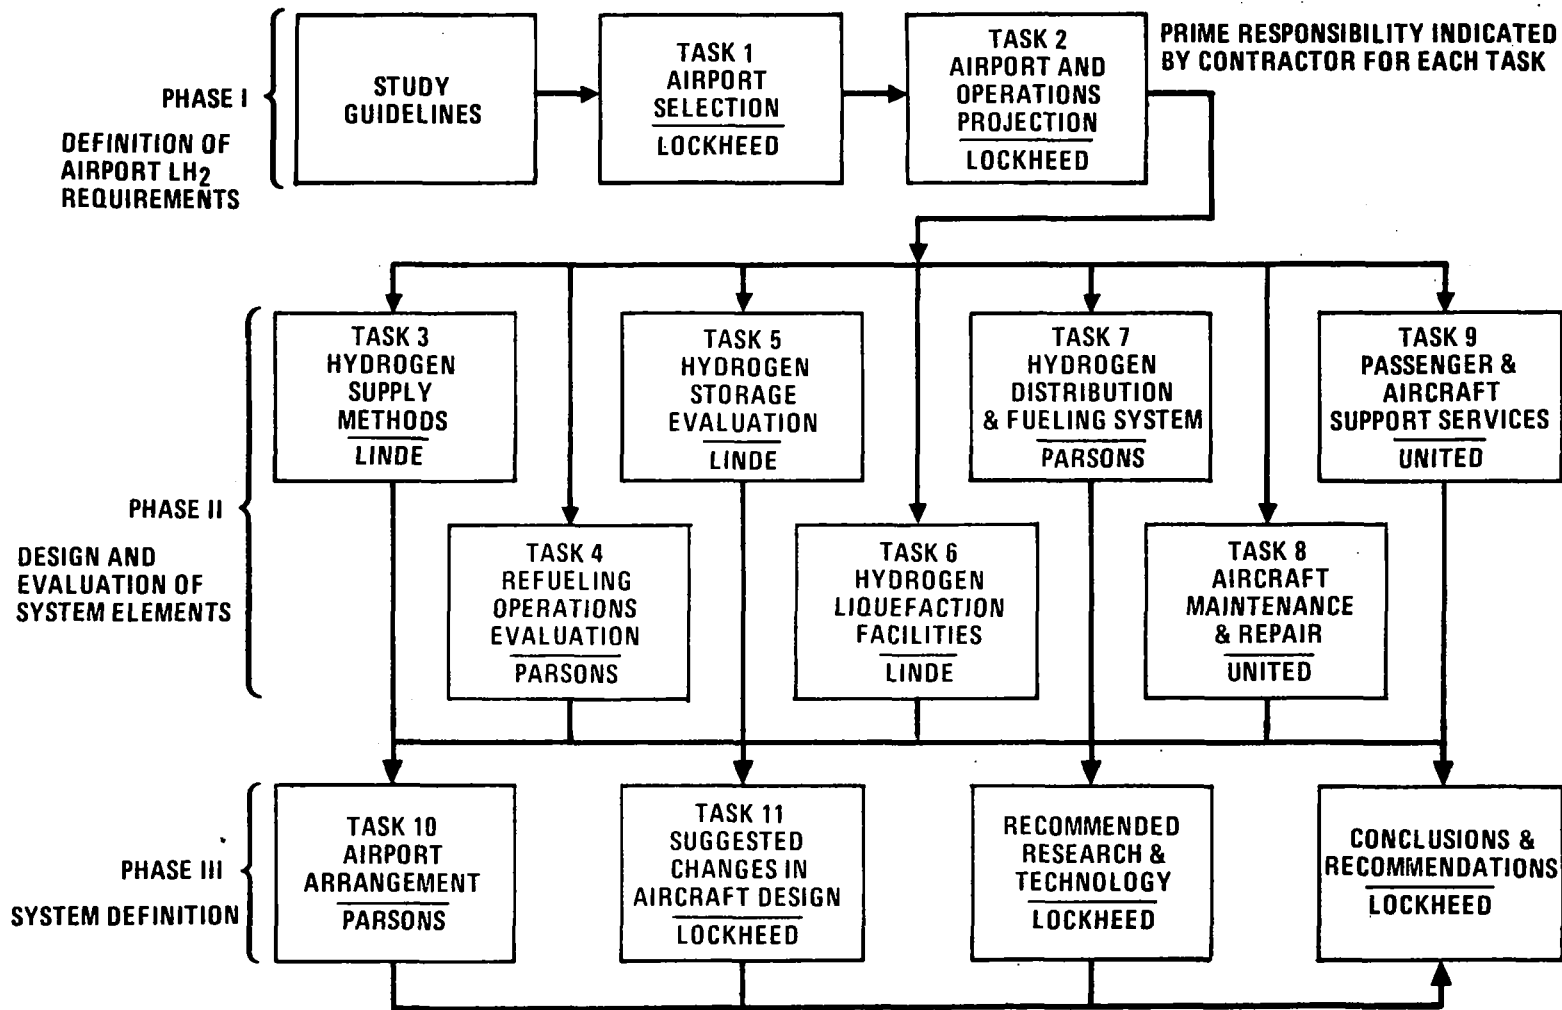 PHASE I
DEFINITION OF
AIRPORT LH2
REQUIREMENTS
STUDY
GUIDELINES
TASK 1
AIRPORT
SELECTION
LOCKHEED
TASK 2
AIRPORT AND
OPERATIONS
PROJECTION
LOCKHEED
PRIME RESPONSIBILITY INDICATED
BY CONTRACTOR FOR EACH TASK
PHASE II
DESIGN AND
EVALUATION OF
SYSTEM ELEMENTS
TASK 3
HYDROGEN
SUPPLY
METHODS
LINDE
TASK 4
REFUELING
OPERATIONS
EVALUATION
PARSONS
TASK 5
HYDROGEN
STORAGE
EVALUATION
LINDE
TASK 6
HYDROGEN
LIQUEFACTION
FACILITIES
LINDE
TASK 7
HYDROGEN
DISTRIBUTION
& FUELING SYSTEM
PARSONS
TASK 8
AIRCRAFT
MAINTENANCE
& REPAIR
UNITED
TASK 9
PASSENGER &
AIRCRAFT
SUPPORT SERVICES
UNITED
PHASE III
SYSTEM DEFINITION
TASK 10
AIRPORT
ARRANGEMENT
PARSONS
TASK 11
SUGGESTED
CHANGES IN
AIRCRAFT DESIGN
LOCKHEED
RECOMMENDED
RESEARCH &
TECHNOLOGY
LOCKHEED
CONCLUSIONS &
RECOMMENDATIONS
LOCKHEED